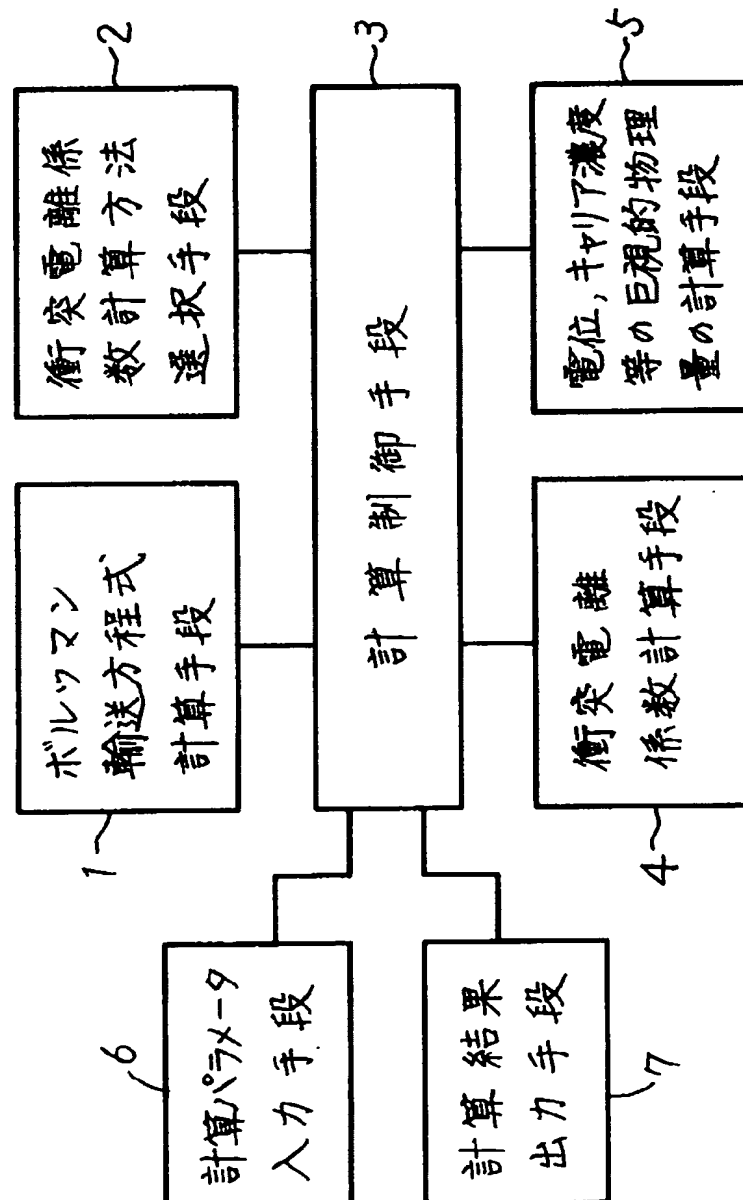 1
ボルツマン
輸送方程式
計算手段
2
衝突電離係
数計算方法
選択手段
6
計算パラメータ
入力手段
3
計算制御手段
計算結果
出力手段
7
4
衝突電離
係数計算手段
5
電位,キャリア濃度
等の巨視的物理
量の計算手段